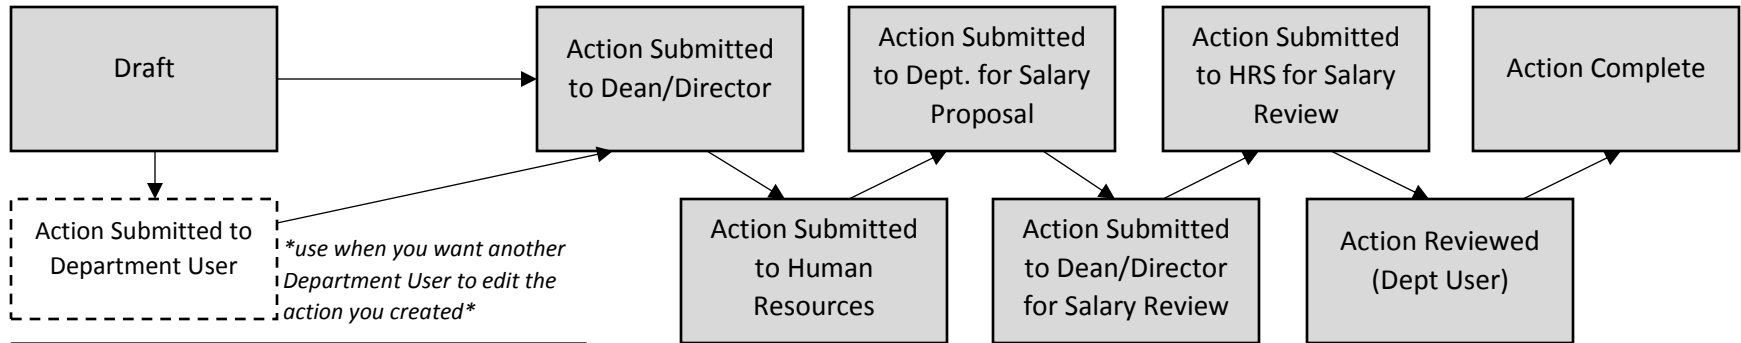 Draft
Action Submitted
to Dean/Director
Action Submitted
to Dept. for Salary
Proposal
Action Submitted
to HRS for Salary
Review
Action Complete
Action Submitted to
Department User
*use when you want another
Department User to edit the
action you created*
Action Submitted
to Human
Resources
Action Submitted
to Dean/Director
for Salary Review
Action Reviewed
(Dept User)